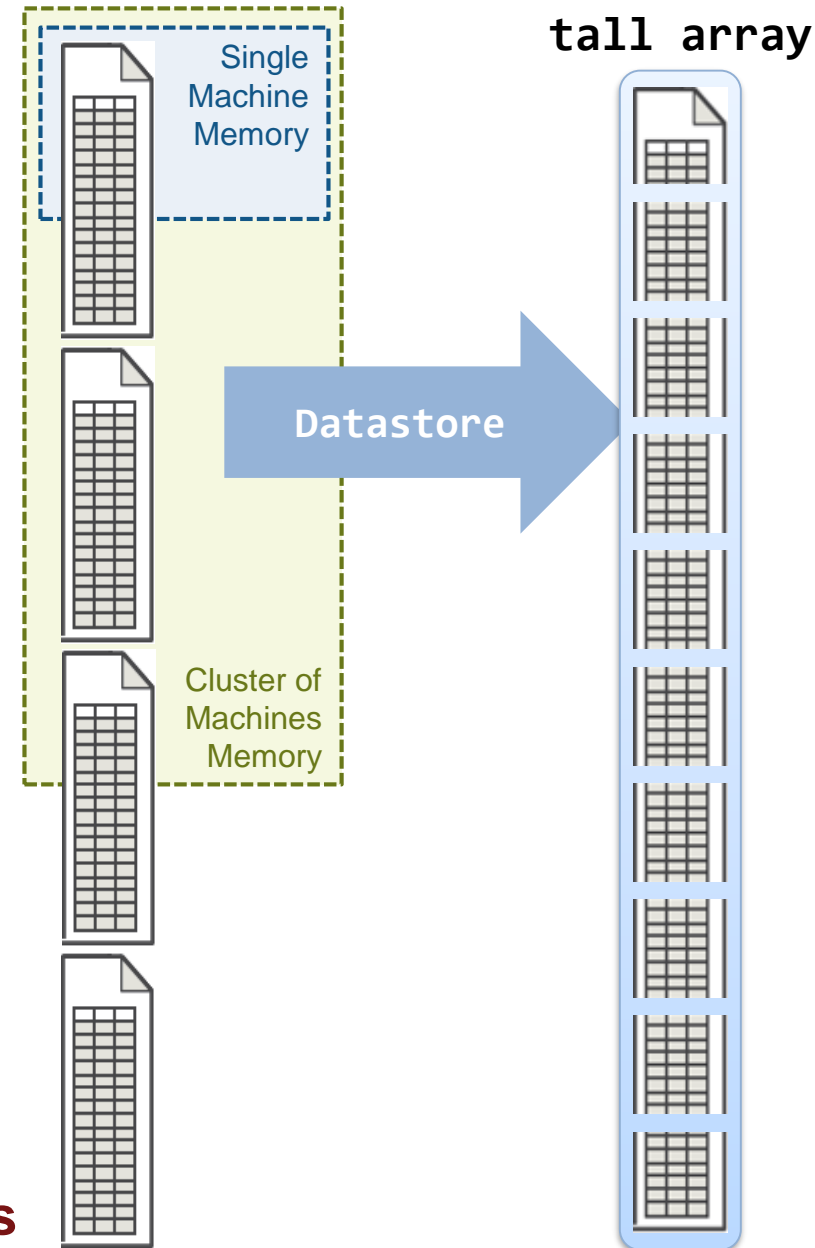 tall array
Single
Machine
Memory
Datastore
Cluster of
Machines
Memory
s